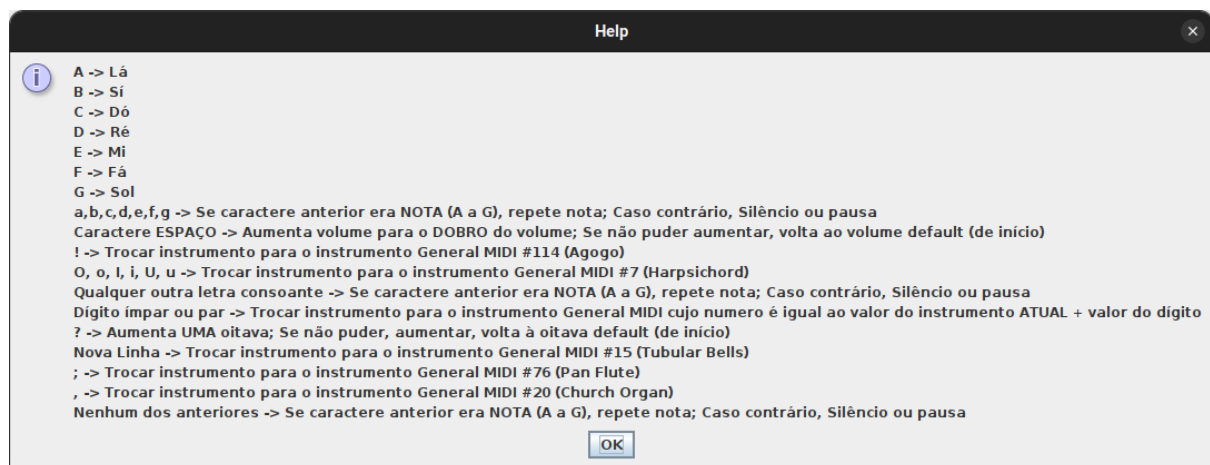 Help
A -> Lá
B -> Sí
C -> Dó
D -> Ré
E -> Mi
F -> Fá
G -> Sol
a,b,c,d,e,f,g -> Se caractere anterior era NOTA (A a G), repete nota; Caso contrário, Silêncio ou pausa
Caractere ESPAÇO -> Aumenta volume para o DOBRO do volume; Se não puder aumentar, volta ao volume default (de início)
! -> Trocar instrumento para o instrumento General MIDI #114 (Agogo)
O, o, I, i, U, u -> Trocar instrumento para o instrumento General MIDI #7 (Harpsichord)
Qualquer outra letra consoante -> Se caractere anterior era NOTA (A a G), repete nota; Caso contrário, Silêncio ou pausa
Dígito ímpar ou par -> Trocar instrumento para o instrumento General MIDI cujo numero é igual ao valor do instrumento ATUAL + valor do dígito
? -> Aumenta UMA oitava; Se não puder, aumentar, volta à oitava default (de início)
Nova Linha -> Trocar instrumento para o instrumento General MIDI #15 (Tubular Bells)
; -> Trocar instrumento para o instrumento General MIDI #76 (Pan Flute)
, -> Trocar instrumento para o instrumento General MIDI #20 (Church Organ)
Nenhum dos anteriores -> Se caractere anterior era NOTA (A a G), repete nota; Caso contrário, Silêncio ou pausa
OK